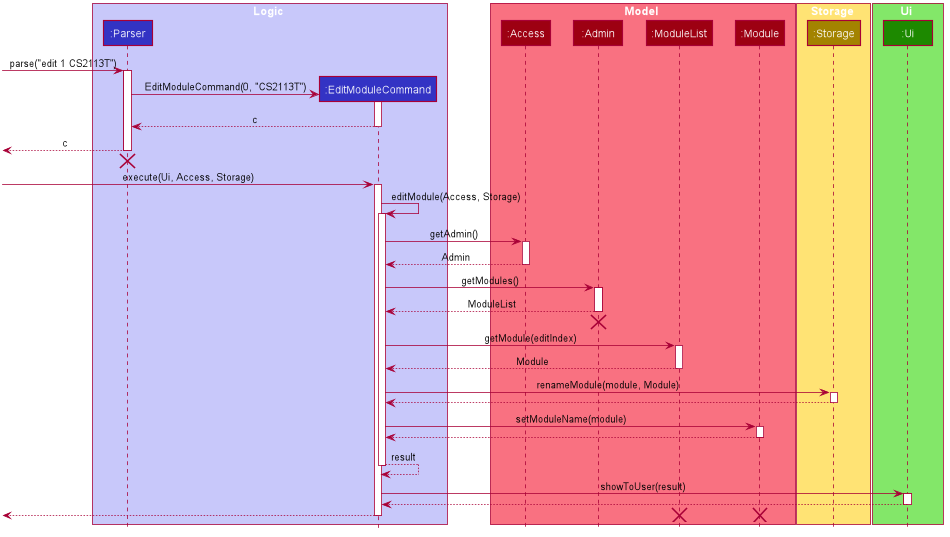 Logic
Model
Storage
Ui
:Parser
:Access
:Admin
:ModuleList
:Module
:Storage
:Ui
parse("edit 1 CS2113T")
EditModuleCommand(0, "CS2113T")
:EditModuleCommand
c
c
execute(Ui, Access, Storage)
editModule(Access, Storage)
getAdmin()
Admin
getModules()
ModuleList
getModule(editIndex)
Module
renameModule(module, Module)
setModuleName(module)
result
showToUser(result)